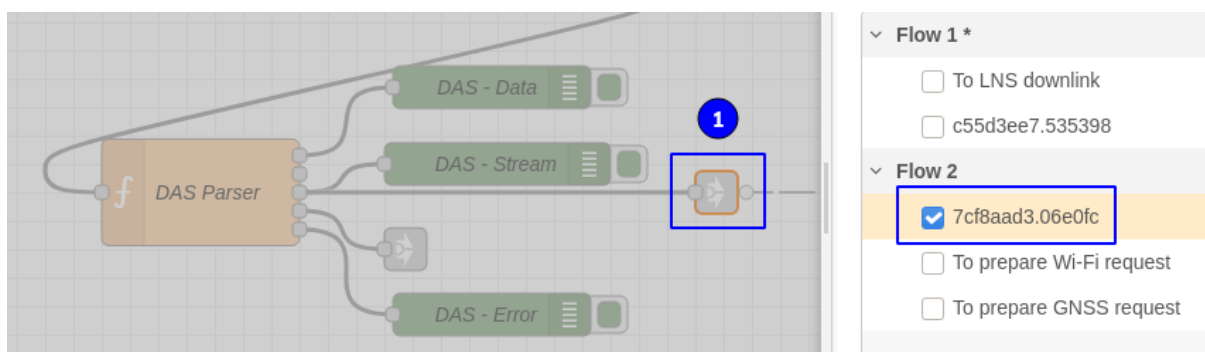 DAS - Data
1
DAS Parser
DAS - Stream
DAS - Error
Flow 1 *
To LNS downlink
c55d3ee7.535398
Flow 2
7cf8aad3.06e0fc
To prepare Wi-Fi request
To prepare GNSS request